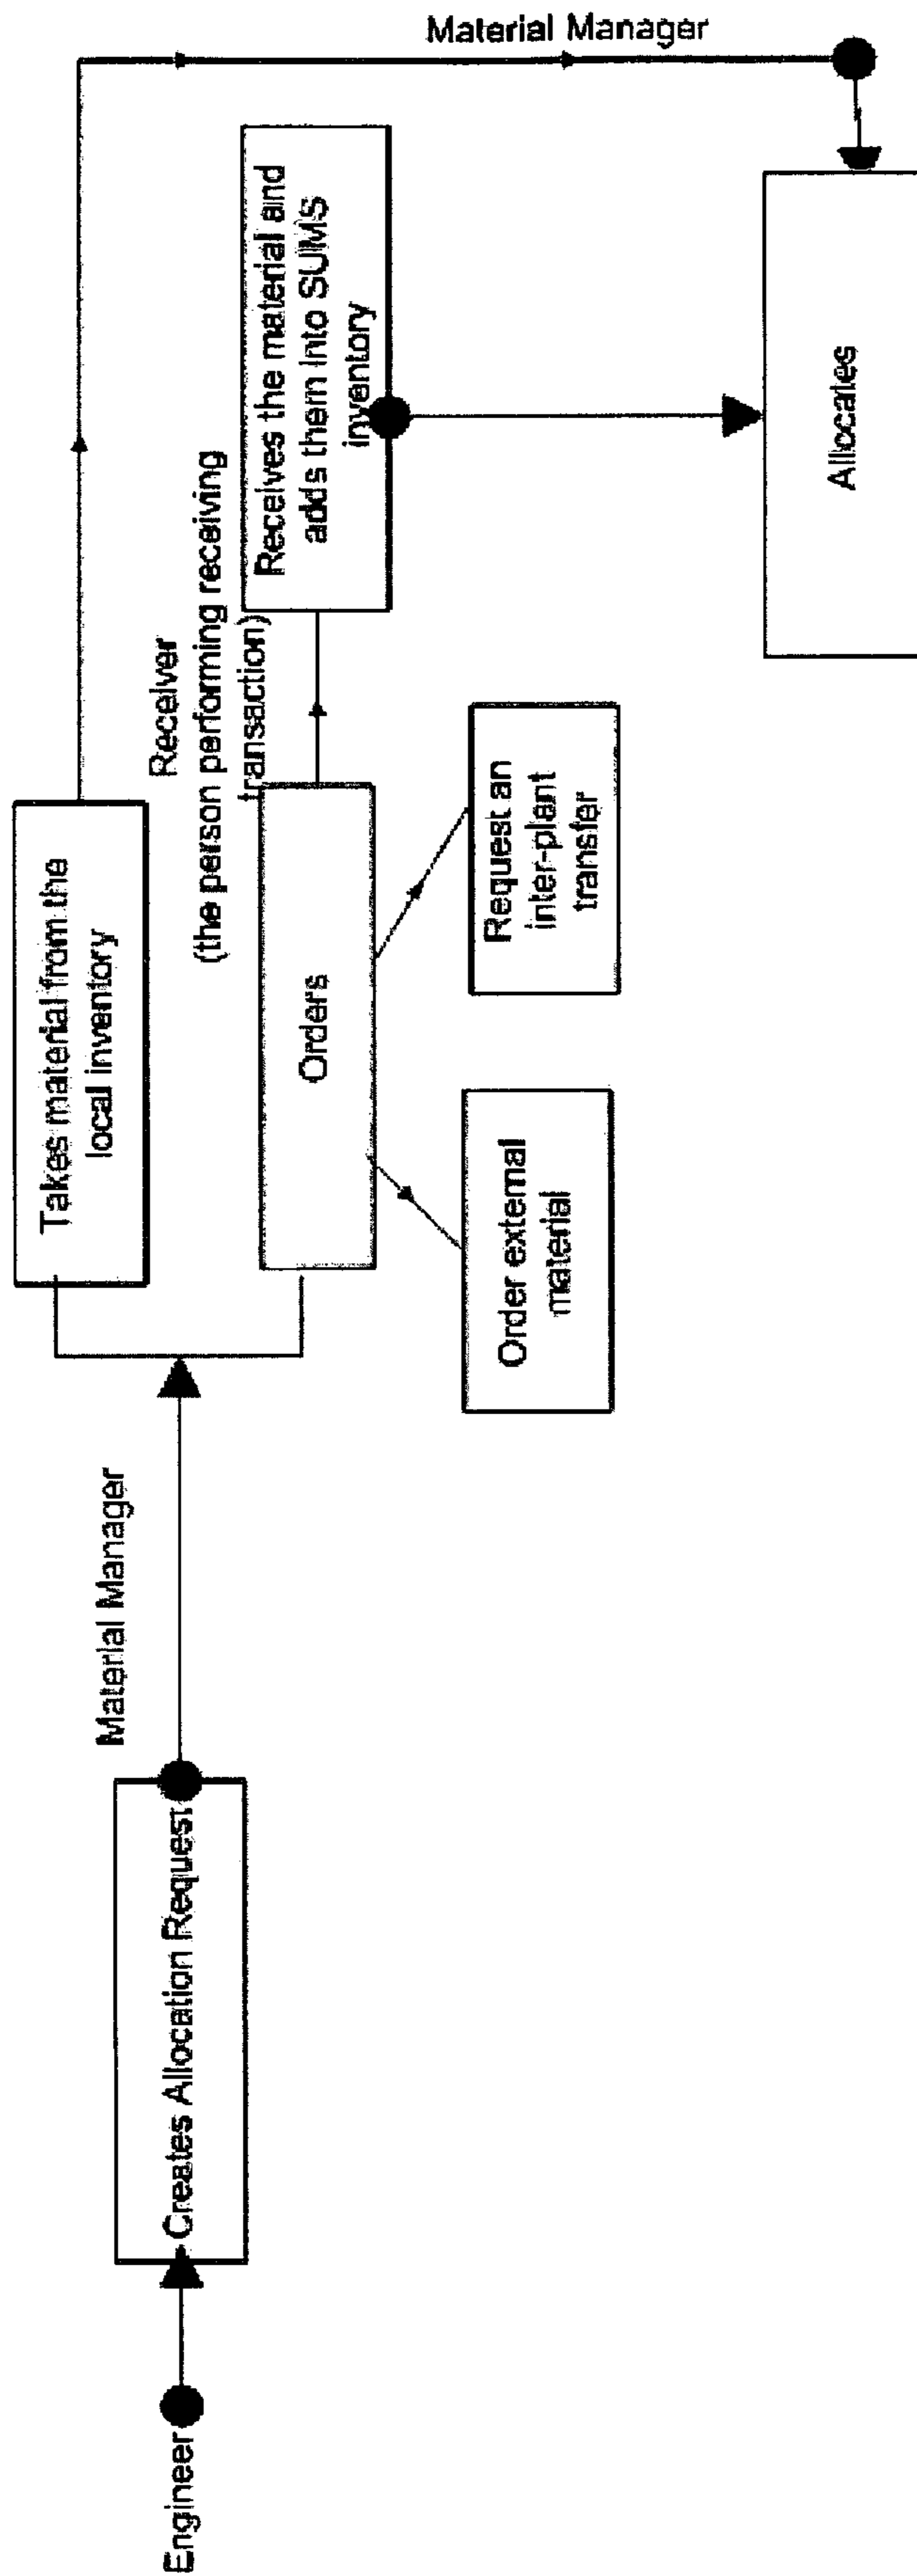 Engineer
Creates Allocation Request
Material Manager
Takes material from the
local inventory
Orders
Order external
material
Request an
inter-plant
transfer
Receiver
(the person performing receiving
transaction)
Receives the material and
adds them into SUMS
inventory
Material Manager
Allocates